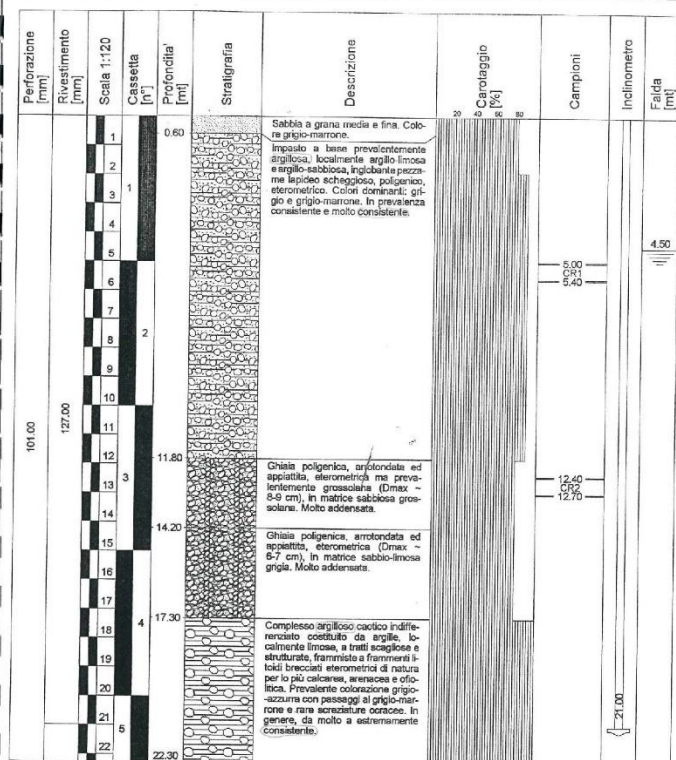 Perforazione [mm]
Rivestimento [mm]
Scala 1:120
Cassetta [n°]
Profondita' [mt]
Stratigrafia
Descrizione
Carotaggio [%]
20 40 60 80
Campioni
Inclinometro
Falda [mt]
101.00
127.00
1
2
3
4
5
6
7
8
9
10
11
12
13
14
15
16
17
18
19
20
21
22
1
2
3
4
5
0.60
11.80
14.20
17.30
22.30
Sabbia a grana media e fina. Colo-
re grigio-marrone.
Impasto a base prevalentemente
argillosa, localmente argillo-limosa
e argillo-sabbiosa, inglobante pezza-
me lapideo scheggioso, poligenico,
eterometrico. Colori dominanti: gri-
gio e grigio-marrone. In prevalenza
consistente e molto consistente.
Ghiaia poligenica, arrotondata ed
appiattita, eterometrica ma preva-
lentemente grossolana (Dmax ~
8-9 cm), in matrice sabbiosa gros-
solana. Molto addensata.
Ghiaia poligenica, arrotondata ed
appiattita, eterometrica (Dmax ~
6-7 cm), in matrice sabbio-limosa
grigia. Molto addensata.
Complesso argilloso caotico indiffe-
renziato costituito da argille, lo-
calmente limose, a tratti scagliose e
strutturate, frammiste a frammenti li-
toidi brecciati eterometrici di natura
per lo più calcarea, arenacea e ofio-
litica. Prevalente colorazione grigio-
-azzurra con passaggi al grigio-mar-
rone e rare screziature ocracee. In
genere, da molto a estremamente
consistente.
5.00
CR1
5.40
12.40
CR2
12.70
21.00
4.50